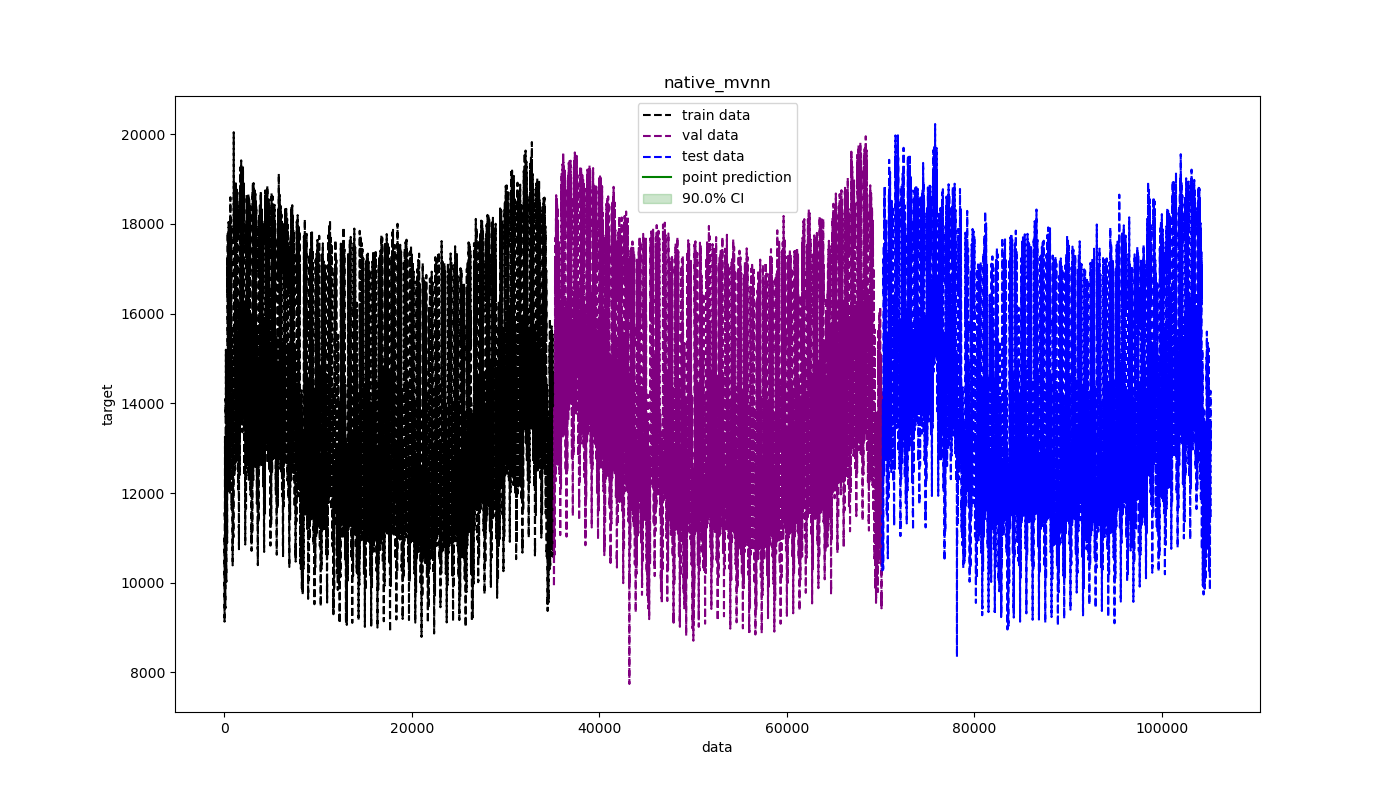 native_mvnn
train data
val data
test data
point prediction
90.0% CI
target
20000
18000
16000
14000
12000
10000
8000
0
20000
40000
60000
80000
100000
data